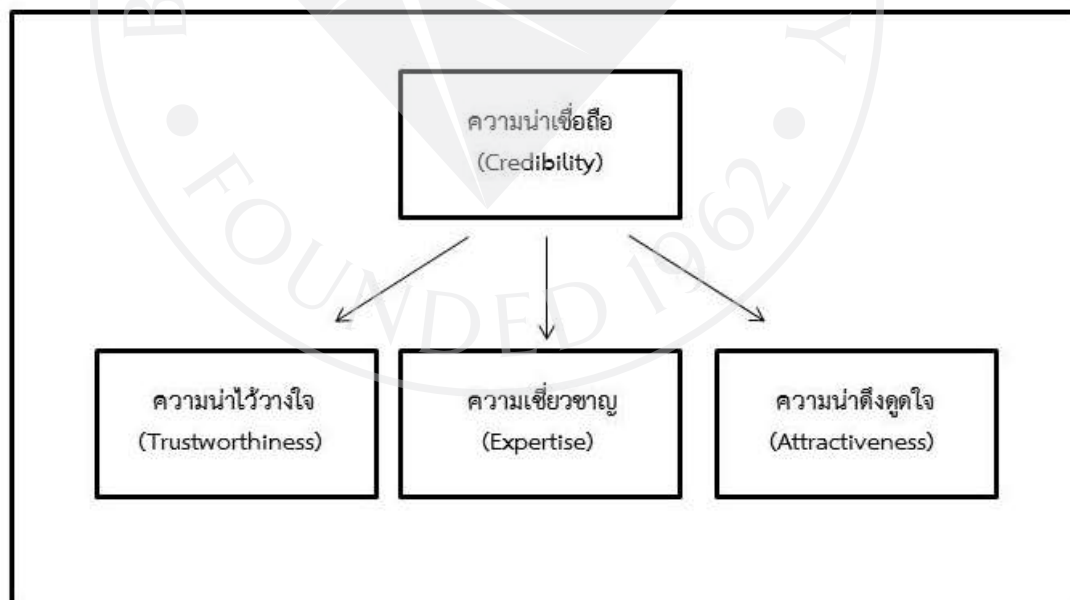 ความน่าเชื่อถือ
(Credibility)
ความน่าไว้วางใจ
(Trustworthiness)
ความเชี่ยวชาญ
(Expertise)
ความน่าดึงดูดใจ
(Attractiveness)
FOUNDED 1962